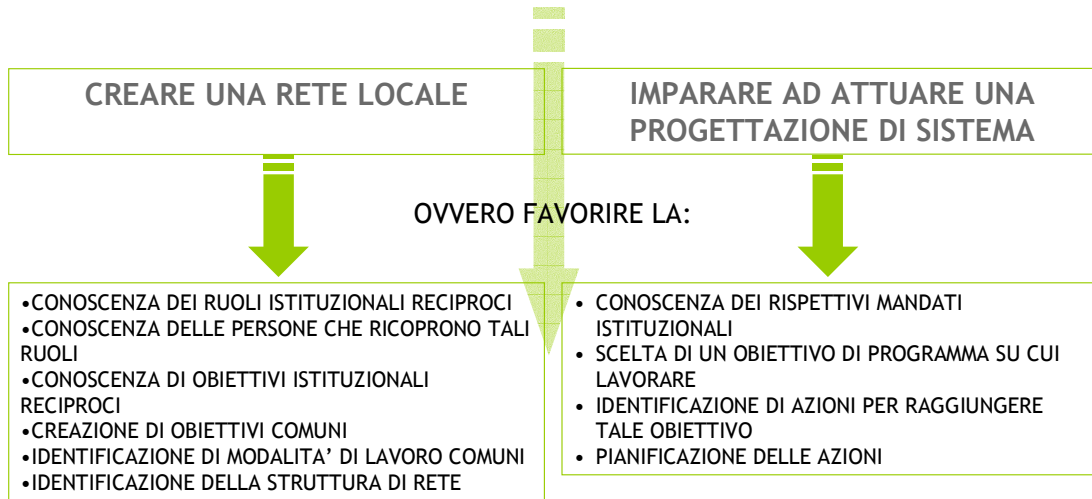 CREARE UNA RETE LOCALE
IMPARARE AD ATTUARE UNA
PROGETTAZIONE DI SISTEMA
OVVERO FAVORIRE LA:
•CONOSCENZA DEI RUOLI ISTITUZIONALI RECIPROCI
•CONOSCENZA DELLE PERSONE CHE RICOPRONO TALI
RUOLI
•CONOSCENZA DI OBIETTIVI ISTITUZIONALI
RECIPROCI
•CREAZIONE DI OBIETTIVI COMUNI
•IDENTIFICAZIONE DI MODALITA’ DI LAVORO COMUNI
•IDENTIFICAZIONE DELLA STRUTTURA DI RETE
• CONOSCENZA DEI RISPETTIVI MANDATI
ISTITUZIONALI
• SCELTA DI UN OBIETTIVO DI PROGRAMMA SU CUI
LAVORARE
• IDENTIFICAZIONE DI AZIONI PER RAGGIUNGERE
TALE OBIETTIVO
• PIANIFICAZIONE DELLE AZIONI